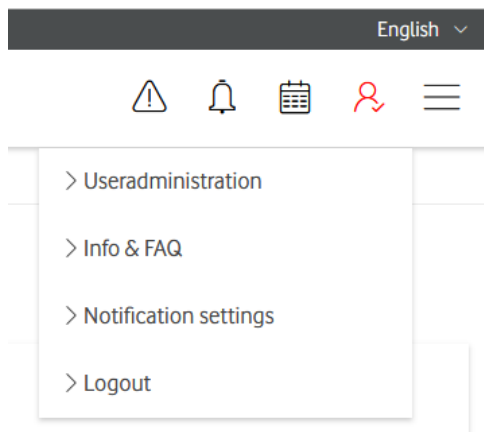 English
Useradministration
Info & FAQ
Notification settings
Logout